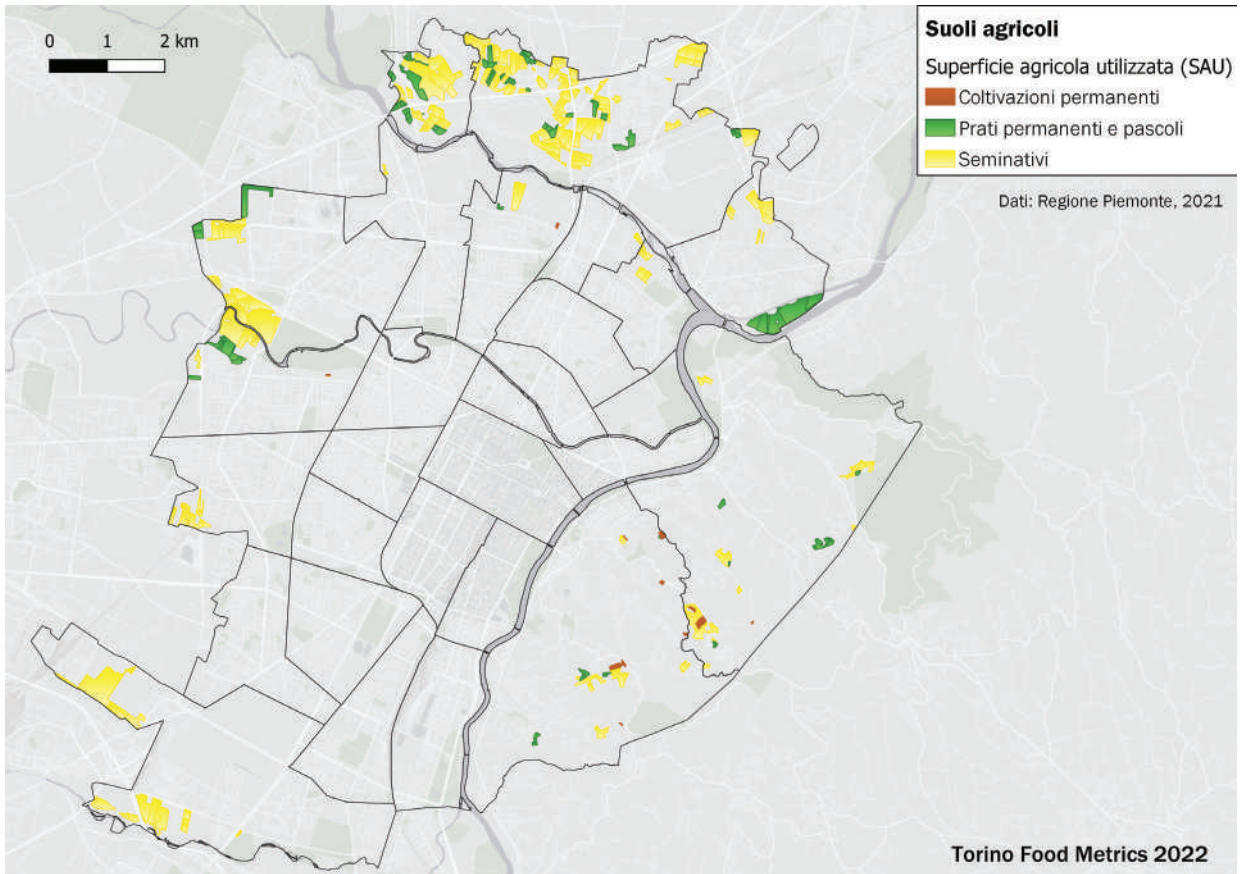 0 1 2 km
Suoli agricoli
Superficie agricola utilizzata (SAU)
Coltivazioni permanenti
Prati permanenti e pascoli
Seminativi
Dati: Regione Piemonte, 2021
Torino Food Metrics 2022